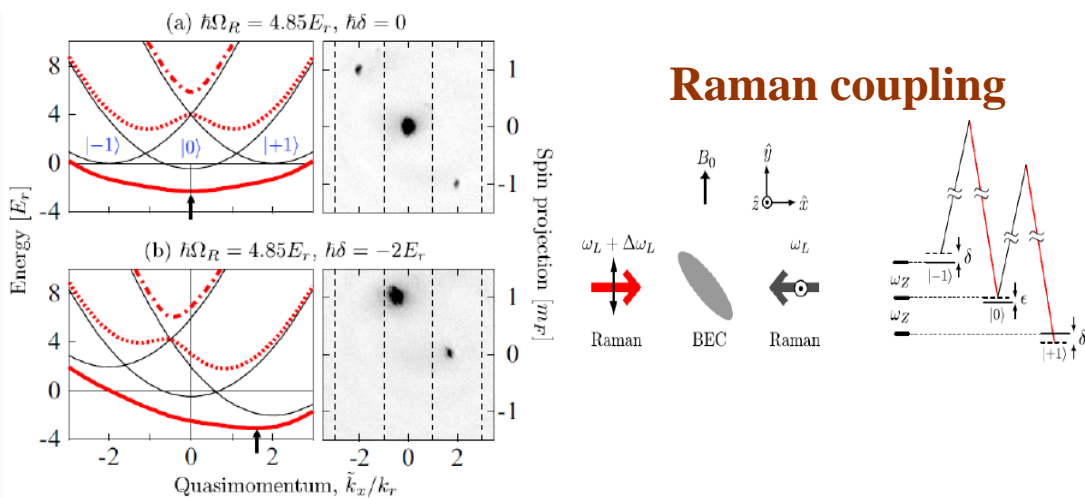 (a) ℏΩ_R = 4.85E_r, ℏδ = 0
8
4
0
-4
|−1⟩
|0⟩
|+1⟩
1
0
-1
(b) ℏΩ_R = 4.85E_r, ℏδ = −2E_r
8
4
0
-4
1
0
-1
-2 0 2
-2 0 2
Energy [E_r]
Spin projection [m_F]
Quasimomentum, k̃_x/k_r
Raman coupling
B_0
ŷ
ẑ
x̂
ω_L + Δω_L
ω_L
Raman
BEC
Raman
δ
|−1⟩
ω_Z
ϵ
|0⟩
ω_Z
δ
|+1⟩